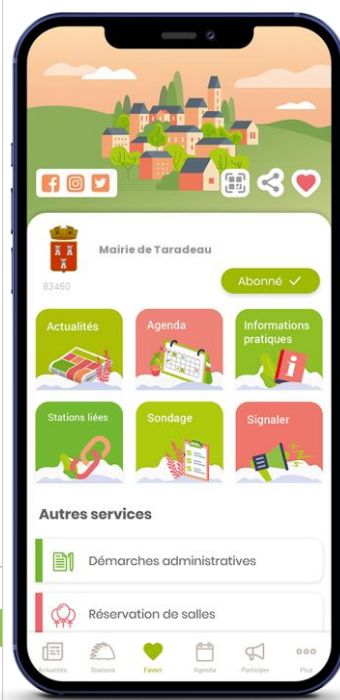 Mairie de Taradeau
83460
Abonné
Actualités
Agenda
Informations
pratiques
Stations liées
Sondage
Signaler
Autres services
Démarches administratives
Réservation de salles
Actualités
Stations
Favori
Agenda
Participer
Plus